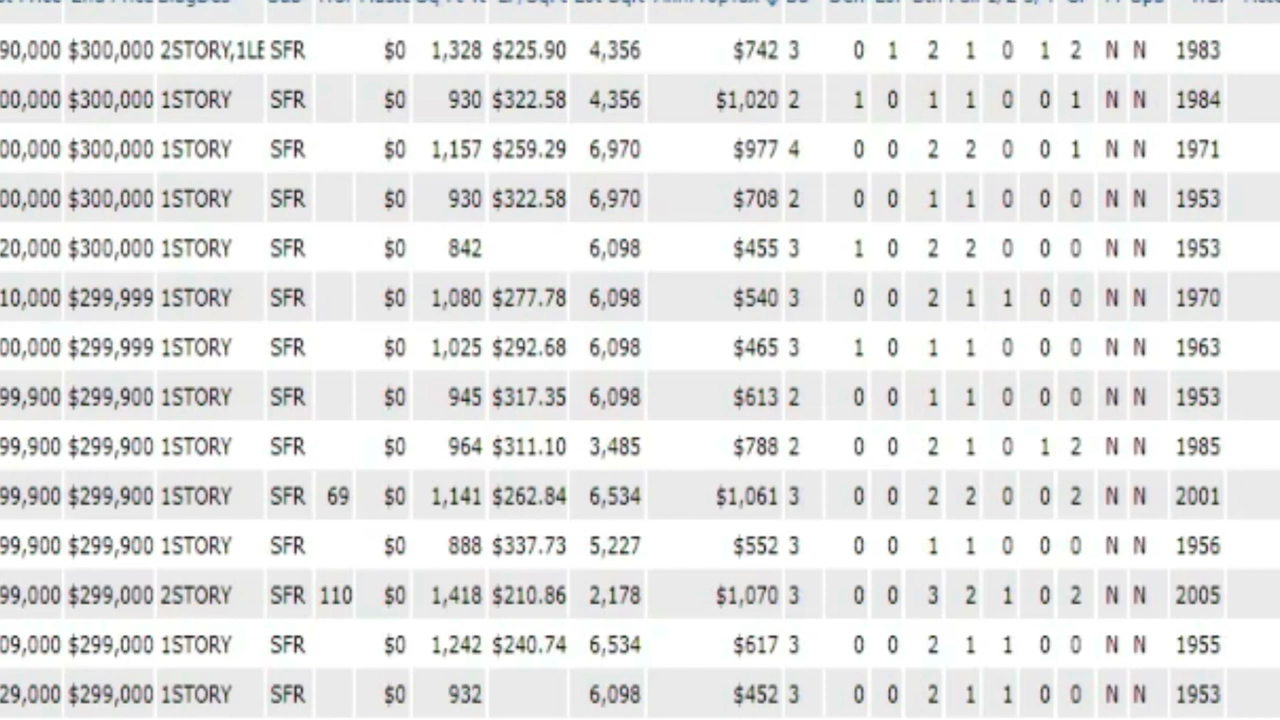 90,000 $300,000 2STORY,1LE SFR $0 1,328 $225.90 4,356 $742 3 0 1 2 1 0 1 2 N N 1983
00,000 $300,000 1STORY SFR $0 930 $322.58 4,356 $1,020 2 1 0 1 1 0 0 1 N N 1984
00,000 $300,000 1STORY SFR $0 1,157 $259.29 6,970 $977 4 0 0 2 2 0 0 1 N N 1971
00,000 $300,000 1STORY SFR $0 930 $322.58 6,970 $708 2 0 0 1 1 0 0 0 N N 1953
20,000 $300,000 1STORY SFR $0 842 6,098 $455 3 1 0 2 2 0 0 0 N N 1953
10,000 $299,999 1STORY SFR $0 1,080 $277.78 6,098 $540 3 0 0 2 1 1 0 0 N N 1970
00,000 $299,999 1STORY SFR $0 1,025 $292.68 6,098 $465 3 1 0 1 1 0 0 0 N N 1963
99,900 $299,900 1STORY SFR $0 945 $317.35 6,098 $613 2 0 0 1 1 0 0 0 N N 1953
99,900 $299,900 1STORY SFR $0 964 $311.10 3,485 $788 2 0 0 2 1 0 1 2 N N 1985
99,900 $299,900 1STORY SFR 69 $0 1,141 $262.84 6,534 $1,061 3 0 0 2 2 0 0 2 N N 2001
99,900 $299,900 1STORY SFR $0 888 $337.73 5,227 $552 3 0 0 1 1 0 0 0 N N 1956
99,000 $299,000 2STORY SFR 110 $0 1,418 $210.86 2,178 $1,070 3 0 0 3 2 1 0 2 N N 2005
09,000 $299,000 1STORY SFR $0 1,242 $240.74 6,534 $617 3 0 0 2 1 1 0 0 N N 1955
29,000 $299,000 1STORY SFR $0 932 6,098 $452 3 0 0 2 1 1 0 0 N N 1953